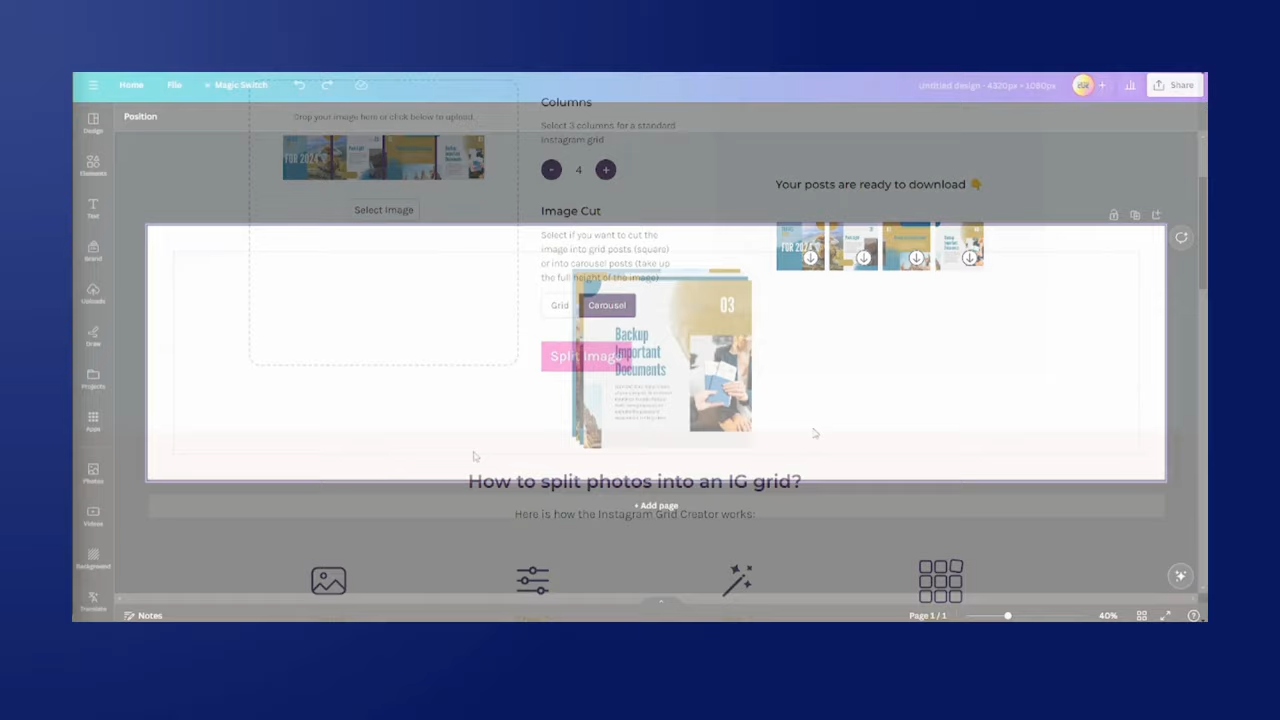 Home File Magic Switch
Untitled design - 4320px × 1080px
Share
Position
Design
Elements
Text
Brand
Uploads
Draw
Projects
Apps
Photos
Videos
Background
Translate
Drop your image here or click below to upload.
FOR 2024
Select Image
Columns
Select 3 columns for a standard
Instagram grid
- 4 +
Image Cut
Select if you want to cut the
image into grid posts (square)
or into carousel posts (take up
the full height of the image)
Grid Carousel
Split Image
Your posts are ready to download 👇
FOR 2024
03
Backup
Important
Documents
How to split photos into an IG grid?
+ Add page
Here is how the Instagram Grid Creator works:
Notes
Page 1 / 1
40%